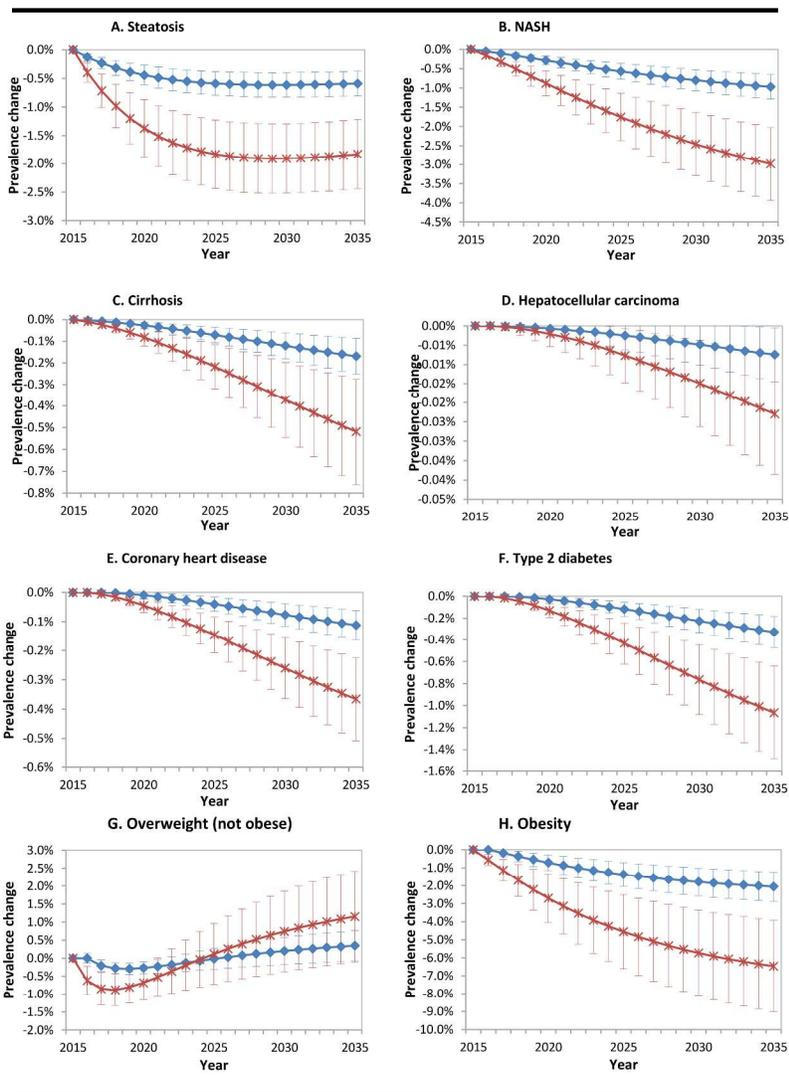 A. Steatosis
0.0%
-0.5%
-1.0%
-1.5%
-2.0%
-2.5%
-3.0%
Prevalence change
2015 2020 2025 2030 2035
Year
B. NASH
0.0%
-0.5%
-1.0%
-1.5%
-2.0%
-2.5%
-3.0%
-3.5%
-4.0%
-4.5%
Prevalence change
2015 2020 2025 2030 2035
Year
C. Cirrhosis
0.0%
-0.1%
-0.2%
-0.3%
-0.4%
-0.5%
-0.6%
-0.7%
-0.8%
Prevalence change
2015 2020 2025 2030 2035
Year
D. Hepatocellular carcinoma
0.00%
-0.01%
-0.01%
-0.02%
-0.02%
-0.03%
-0.03%
-0.04%
-0.04%
-0.05%
Prevalence change
2015 2020 2025 2030 2035
Year
E. Coronary heart disease
0.0%
-0.1%
-0.2%
-0.3%
-0.4%
-0.5%
-0.6%
Prevalence change
2015 2020 2025 2030 2035
Year
F. Type 2 diabetes
0.0%
-0.2%
-0.4%
-0.6%
-0.8%
-1.0%
-1.2%
-1.4%
-1.6%
Prevalence change
2015 2020 2025 2030 2035
Year
G. Overweight (not obese)
3.0%
2.5%
2.0%
1.5%
1.0%
0.5%
0.0%
-0.5%
-1.0%
-1.5%
-2.0%
Prevalence change
2015 2020 2025 2030 2035
Year
H. Obesity
0.0%
-1.0%
-2.0%
-3.0%
-4.0%
-5.0%
-6.0%
-7.0%
-8.0%
-9.0%
-10.0%
Prevalence change
2015 2020 2025 2030 2035
Year